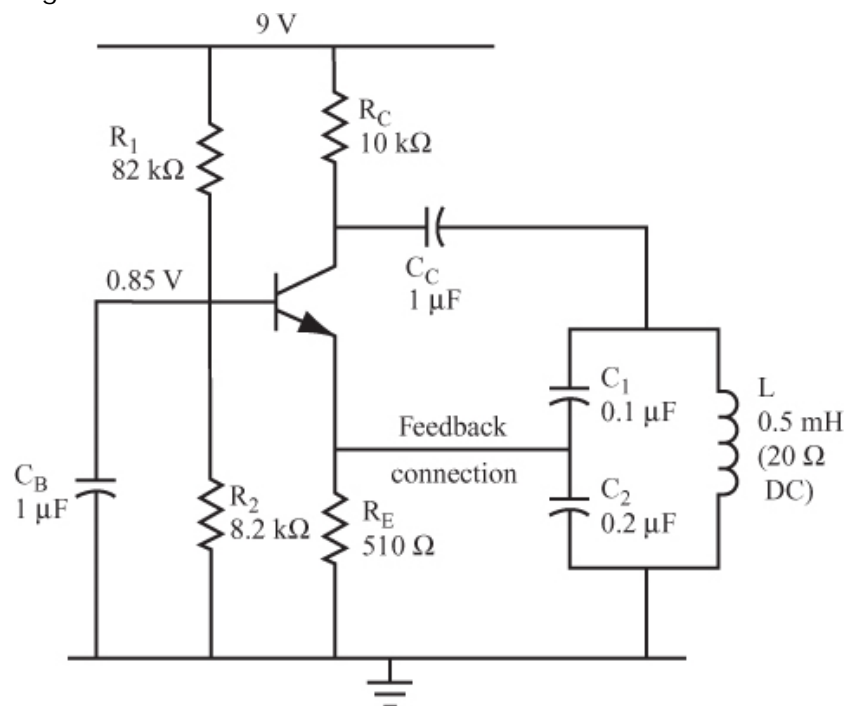 9 V
R1
82 kΩ
RC
10 kΩ
0.85 V
CC
1 μF
C1
0.1 μF
L
0.5 mH
(20 Ω
DC)
Feedback
connection
CB
1 μF
R2
8.2 kΩ
RE
510 Ω
C2
0.2 μF